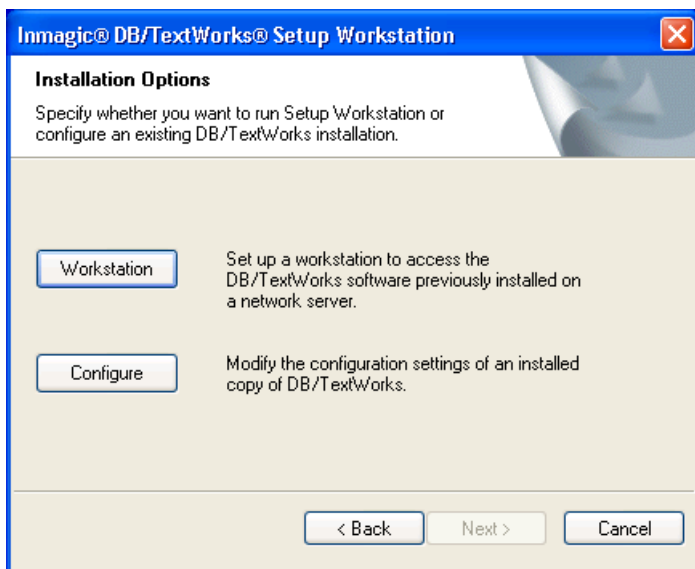 Inmagic® DB/TextWorks® Setup Workstation
Installation Options
Specify whether you want to run Setup Workstation or
configure an existing DB/TextWorks installation.
Workstation
Set up a workstation to access the
DB/TextWorks software previously installed on
a network server.
Configure
Modify the configuration settings of an installed
copy of DB/TextWorks.
< Back
Next >
Cancel